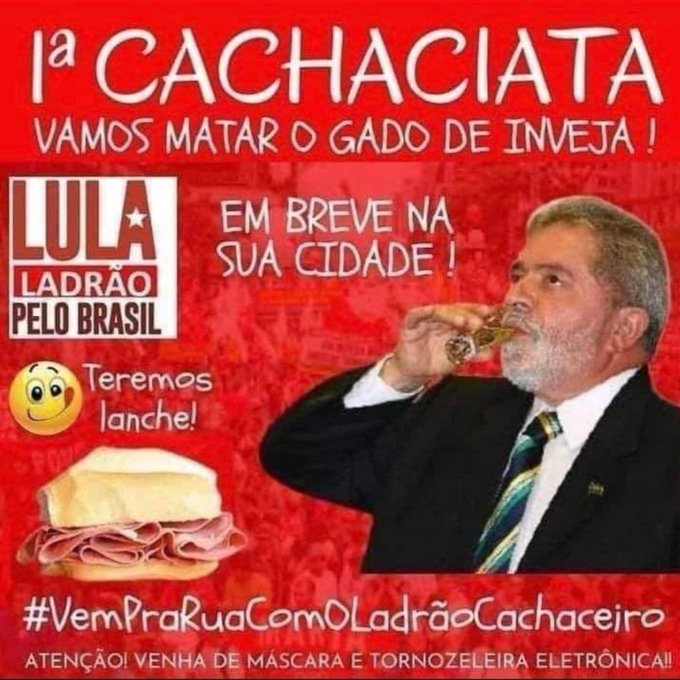 1ª CACHACIATA
VAMOS MATAR O GADO DE INVEJA !
LULA
LADRÃO
PELO BRASIL
EM BREVE NA
SUA CIDADE !
Teremos
lanche!
#VemPraRuaComOLadrãoCachaceiro
ATENÇÃO! VENHA DE MÁSCARA E TORNOZELEIRA ELETRÔNICA!!